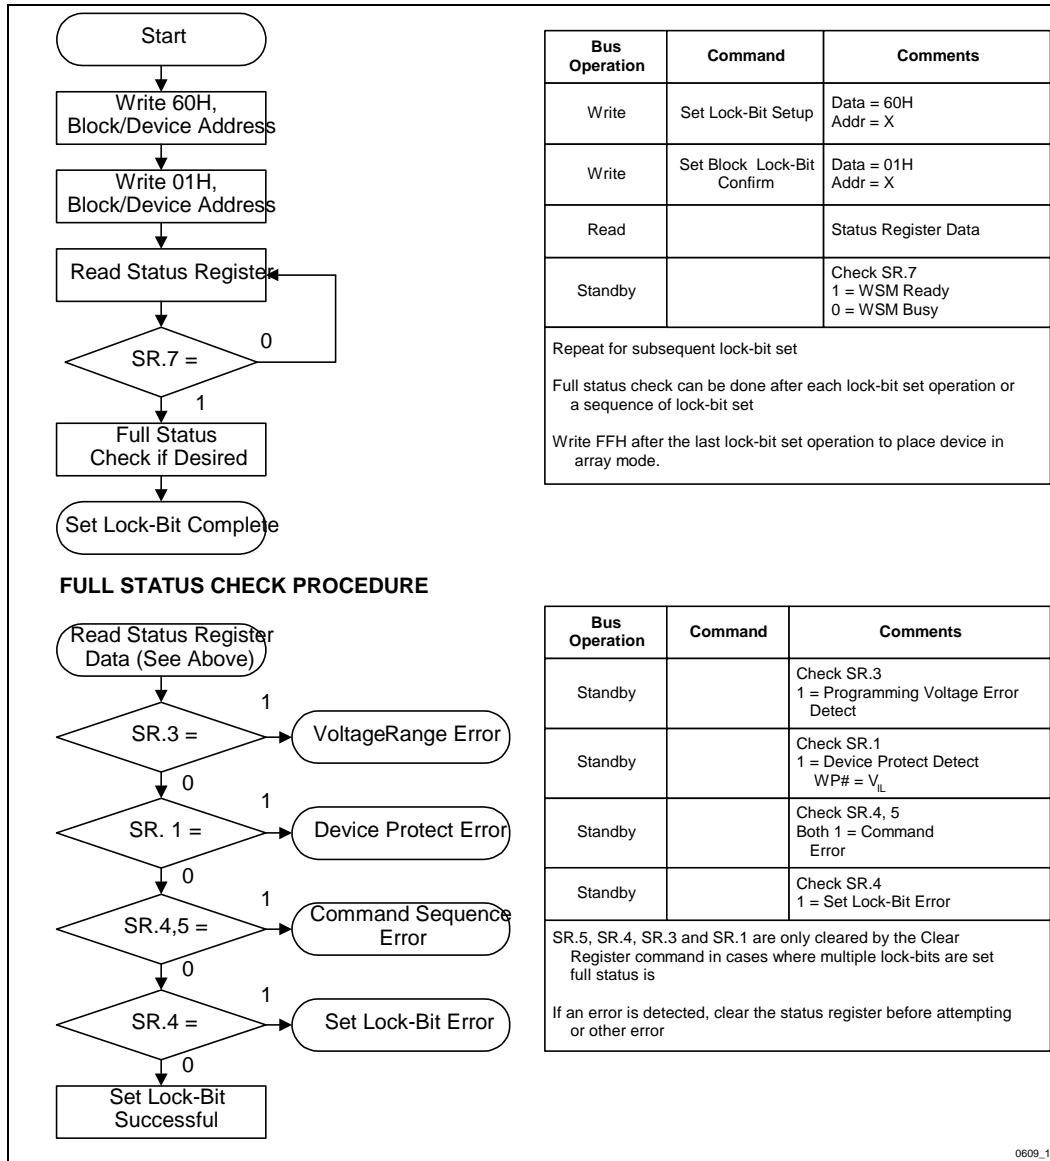 Start
Write 60H,
Block/Device Address
Write 01H,
Block/Device Address
Read Status Register
SR.7 =
0
1
Full Status
Check if Desired
Set Lock-Bit Complete
Bus
Operation
Command
Comments
Write
Set Lock-Bit Setup
Data = 60H
Addr = X
Write
Set Block Lock-Bit
Confirm
Data = 01H
Addr = X
Read
Status Register Data
Standby
Check SR.7
1 = WSM Ready
0 = WSM Busy
Repeat for subsequent lock-bit set
Full status check can be done after each lock-bit set operation or
a sequence of lock-bit set
Write FFH after the last lock-bit set operation to place device in
array mode.
FULL STATUS CHECK PROCEDURE
Read Status Register
Data (See Above)
SR.3 =
1
VoltageRange Error
0
SR. 1 =
1
Device Protect Error
0
SR.4,5 =
1
Command Sequence
Error
0
SR.4 =
1
Set Lock-Bit Error
0
Set Lock-Bit
Successful
Bus
Operation
Command
Comments
Standby
Check SR.3
1 = Programming Voltage Error
Detect
Standby
Check SR.1
1 = Device Protect Detect
WP# = VIL
Standby
Check SR.4, 5
Both 1 = Command
Error
Standby
Check SR.4
1 = Set Lock-Bit Error
SR.5, SR.4, SR.3 and SR.1 are only cleared by the Clear
Register command in cases where multiple lock-bits are set
full status is
If an error is detected, clear the status register before attempting
or other error
0609_1